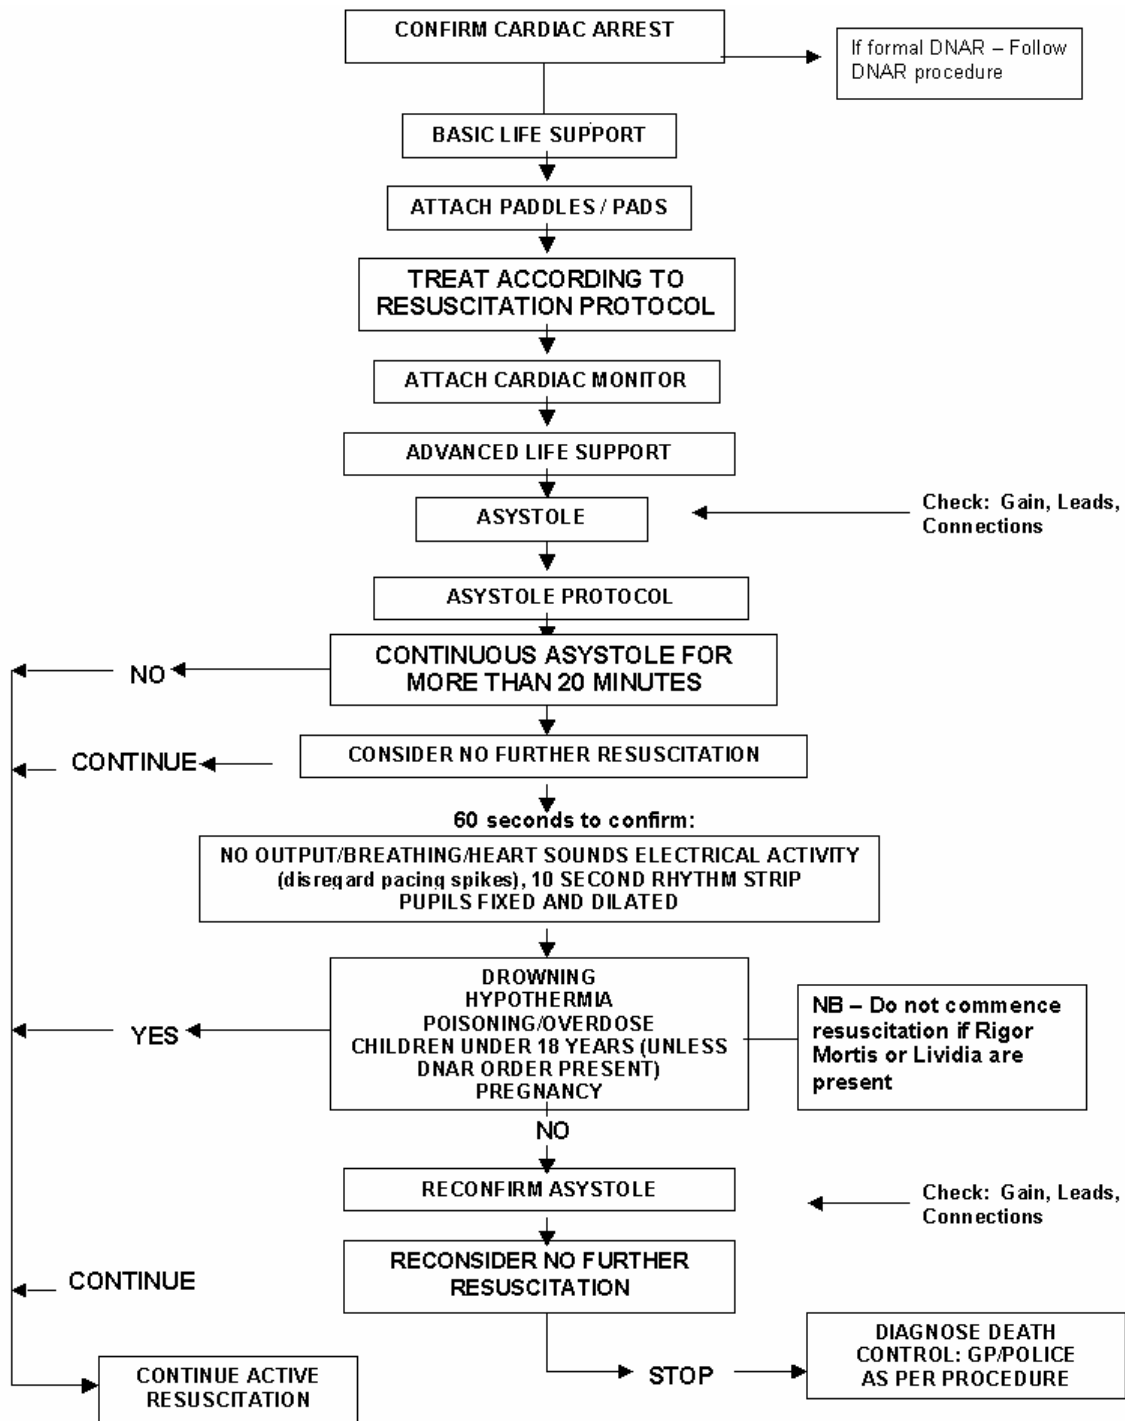 CONFIRM CARDIAC ARREST
If formal DNAR – Follow
DNAR procedure
BASIC LIFE SUPPORT
ATTACH PADDLES / PADS
TREAT ACCORDING TO
RESUSCITATION PROTOCOL
ATTACH CARDIAC MONITOR
ADVANCED LIFE SUPPORT
ASYSTOLE
Check: Gain, Leads,
Connections
ASYSTOLE PROTOCOL
CONTINUOUS ASYSTOLE FOR
MORE THAN 20 MINUTES
NO
CONSIDER NO FURTHER RESUSCITATION
CONTINUE
60 seconds to confirm:
NO OUTPUT/BREATHING/HEART SOUNDS ELECTRICAL ACTIVITY
(disregard pacing spikes), 10 SECOND RHYTHM STRIP
PUPILS FIXED AND DILATED
DROWNING
HYPOTHERMIA
POISONING/OVERDOSE
CHILDREN UNDER 18 YEARS (UNLESS
DNAR ORDER PRESENT)
PREGNANCY
YES
NB – Do not commence
resuscitation if Rigor
Mortis or Lividia are
present
NO
RECONFIRM ASYSTOLE
Check: Gain, Leads,
Connections
RECONSIDER NO FURTHER
RESUSCITATION
CONTINUE
CONTINUE ACTIVE
RESUSCITATION
STOP
DIAGNOSE DEATH
CONTROL: GP/POLICE
AS PER PROCEDURE